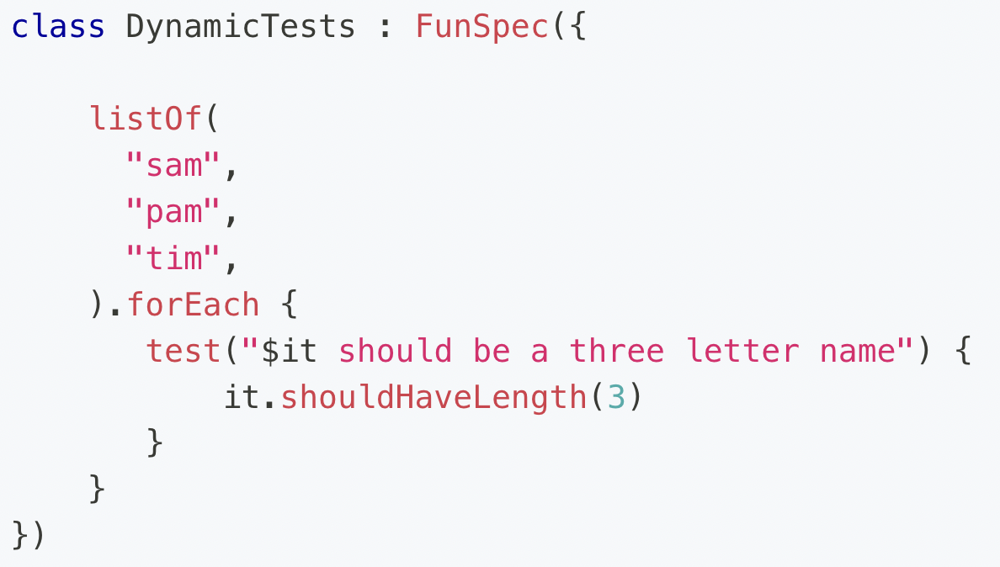 class DynamicTests : FunSpec({
    listOf(
      "sam",
      "pam",
      "tim",
    ).forEach {
       test("$it should be a three letter name") {
           it.shouldHaveLength(3)
       }
    }
})